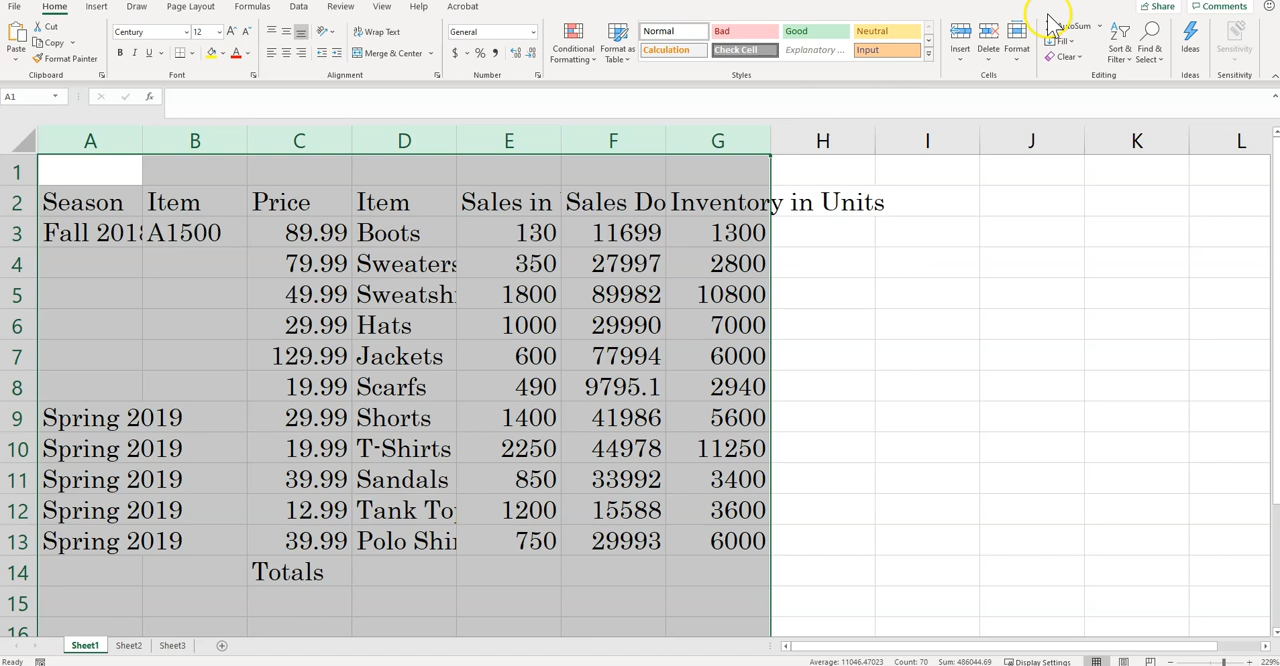 File Home Insert Draw Page Layout Formulas Data Review View Help Acrobat Share Comments
Cut Century 12 A A Wrap Text General Normal Bad Good Neutral AutoSum
Paste Copy Format Painter B I U A Merge & Center $ % Conditional Formatting Format as Table Calculation Check Cell Explanatory ... Input Insert Delete Format Fill Clear Sort & Filter Find & Select Ideas Sensitivity
Clipboard Font Alignment Number Styles Cells Editing Ideas Sensitivity
A1 fx
A B C D E F G H I J K L
1
2 Season Item Price Item Sales in Sales Do Inventory in Units
3 Fall 201 A1500 89.99 Boots 130 11699 1300
4 79.99 Sweaters 350 27997 2800
5 49.99 Sweatshi 1800 89982 10800
6 29.99 Hats 1000 29990 7000
7 129.99 Jackets 600 77994 6000
8 19.99 Scarfs 490 9795.1 2940
9 Spring 2019 29.99 Shorts 1400 41986 5600
10 Spring 2019 19.99 T-Shirts 2250 44978 11250
11 Spring 2019 39.99 Sandals 850 33992 3400
12 Spring 2019 12.99 Tank To 1200 15588 3600
13 Spring 2019 39.99 Polo Shi 750 29993 6000
14 Totals
15
16
Sheet1 Sheet2 Sheet3
Ready Average: 11046.47023 Count: 70 Sum: 486044.69 Display Settings 229%